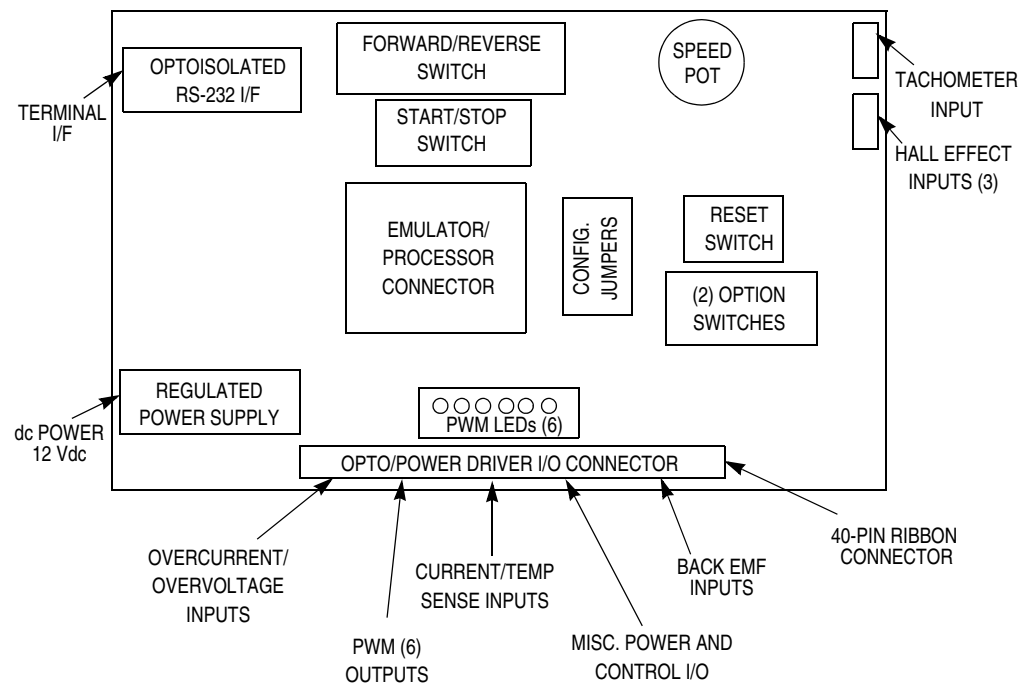 FORWARD/REVERSE
SWITCH
SPEED
POT
OPTOISOLATED
RS-232 I/F
TERMINAL
I/F
TACHOMETER
INPUT
START/STOP
SWITCH
HALL EFFECT
INPUTS (3)
EMULATOR/
PROCESSOR
CONNECTOR
CONFIG.
JUMPERS
RESET
SWITCH
(2) OPTION
SWITCHES
REGULATED
POWER SUPPLY
dc POWER
12 Vdc
PWM LEDs (6)
OPTO/POWER DRIVER I/O CONNECTOR
OVERCURRENT/
OVERVOLTAGE
INPUTS
PWM (6)
OUTPUTS
CURRENT/TEMP
SENSE INPUTS
MISC. POWER AND
CONTROL I/O
BACK EMF
INPUTS
40-PIN RIBBON
CONNECTOR